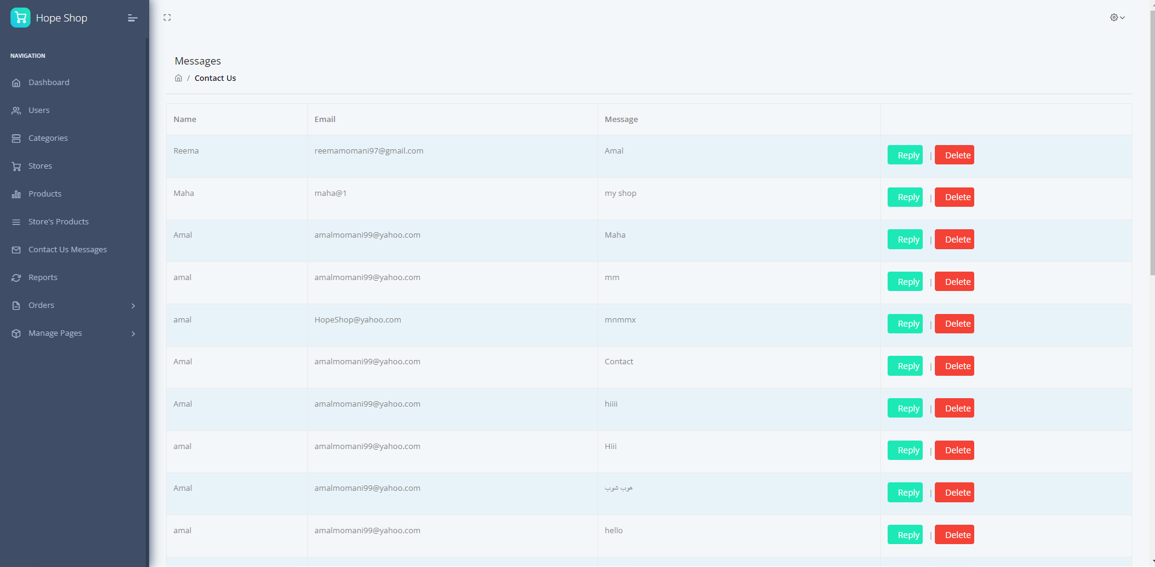 Hope Shop
NAVIGATION
Dashboard
Users
Categories
Stores
Products
Store's Products
Contact Us Messages
Reports
Orders
Manage Pages
Messages
/ Contact Us
Name Email Message
Reema reemamomani97@gmail.com Amal Reply | Delete
Maha maha@1 my shop Reply | Delete
Amal amalmomani99@yahoo.com Maha Reply | Delete
amal amalmomani99@yahoo.com mm Reply | Delete
amal HopeShop@yahoo.com mnmmx Reply | Delete
Amal amalmomani99@yahoo.com Contact Reply | Delete
Amal amalmomani99@yahoo.com hiiii Reply | Delete
amal amalmomani99@yahoo.com Hiii Reply | Delete
Amal amalmomani99@yahoo.com هوب شوب Reply | Delete
amal amalmomani99@yahoo.com hello Reply | Delete